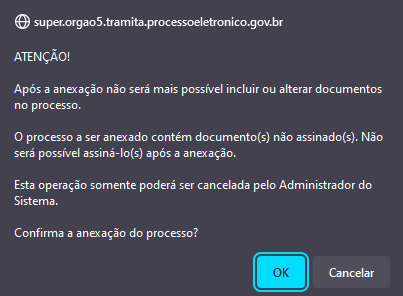 super.orgao5.tramita.processoeletronico.gov.br
ATENÇÃO!
Após a anexação não será mais possível incluir ou alterar documentos
no processo.
O processo a ser anexado contém documento(s) não assinado(s). Não
será possível assiná-lo(s) após a anexação.
Esta operação somente poderá ser cancelada pelo Administrador do
Sistema.
Confirma a anexação do processo?
OK
Cancelar